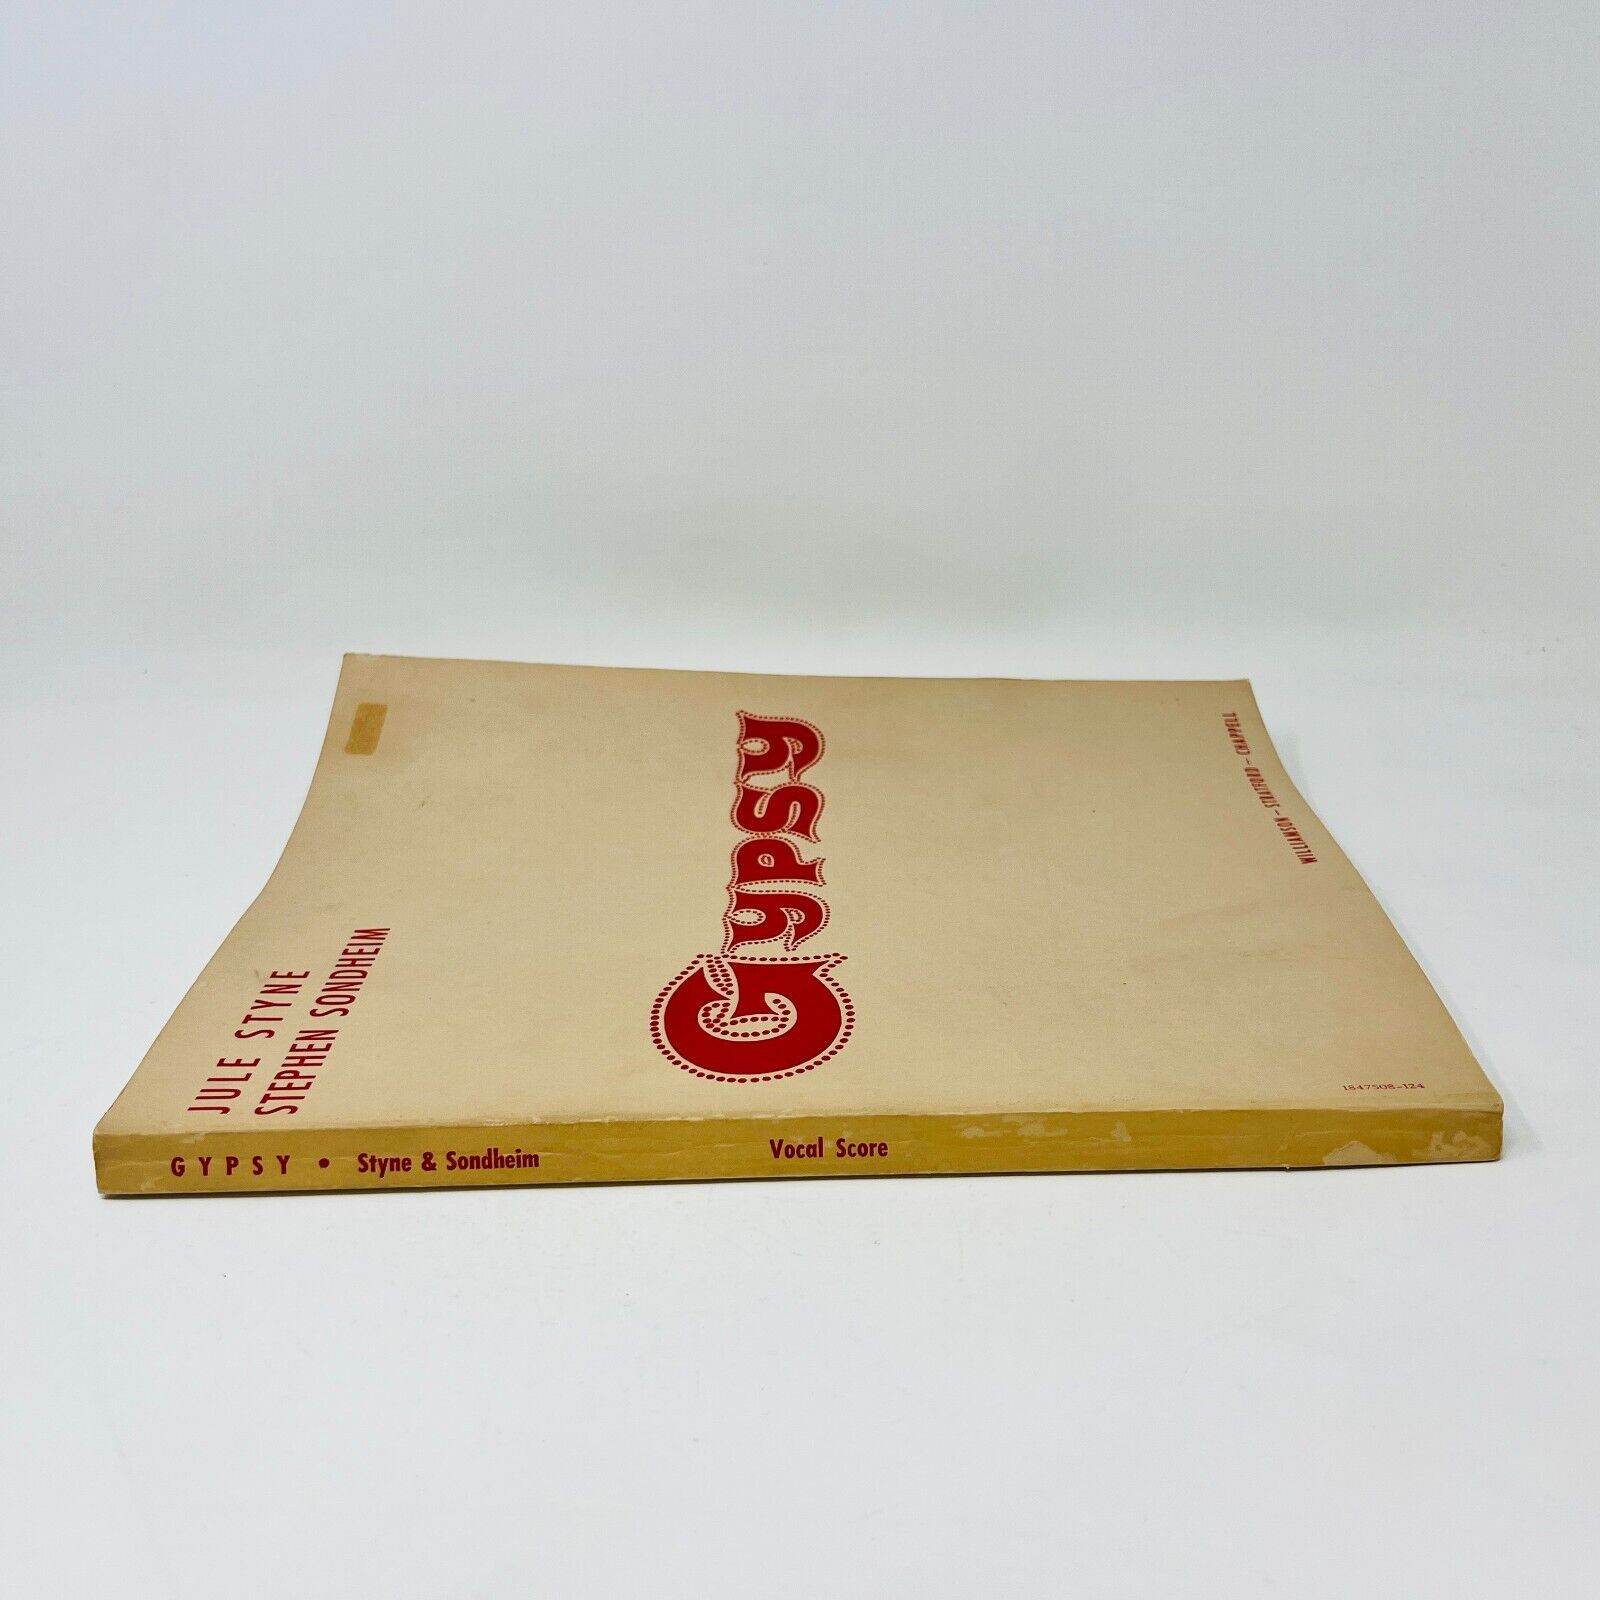 JULE STYNE
STEPHEN SONDHEIM
Gypsy
WILLIAMSON – STRATFORD – CHAPPELL
1847508-124
GYPSY • Styne & Sondheim Vocal Score